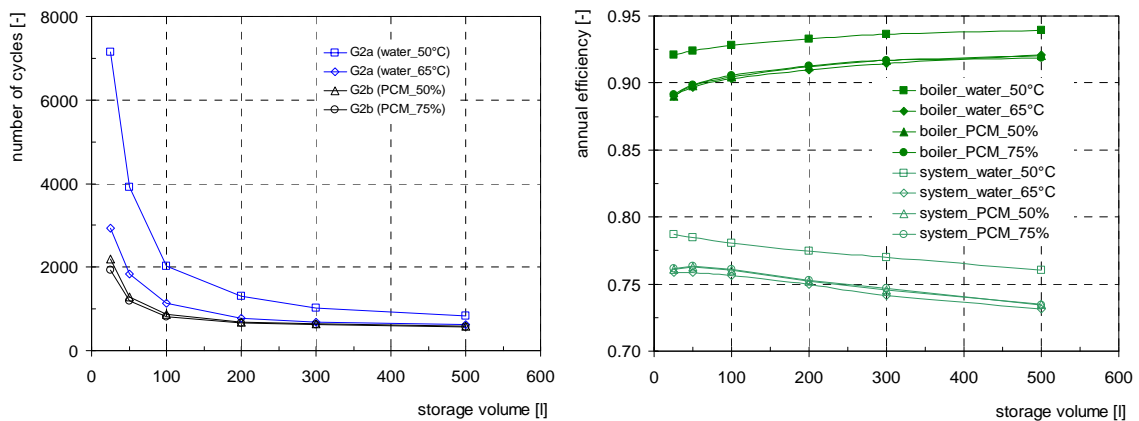 number of cycles [-]
8000
6000
4000
2000
0
0 100 200 300 400 500 600
storage volume [l]
G2a (water_50°C)
G2a (water_65°C)
G2b (PCM_50%)
G2b (PCM_75%)
annual efficiency [-]
0.95
0.90
0.85
0.80
0.75
0.70
0 100 200 300 400 500 600
storage volume [l]
boiler_water_50°C
boiler_water_65°C
boiler_PCM_50%
boiler_PCM_75%
system_water_50°C
system_water_65°C
system_PCM_50%
system_PCM_75%